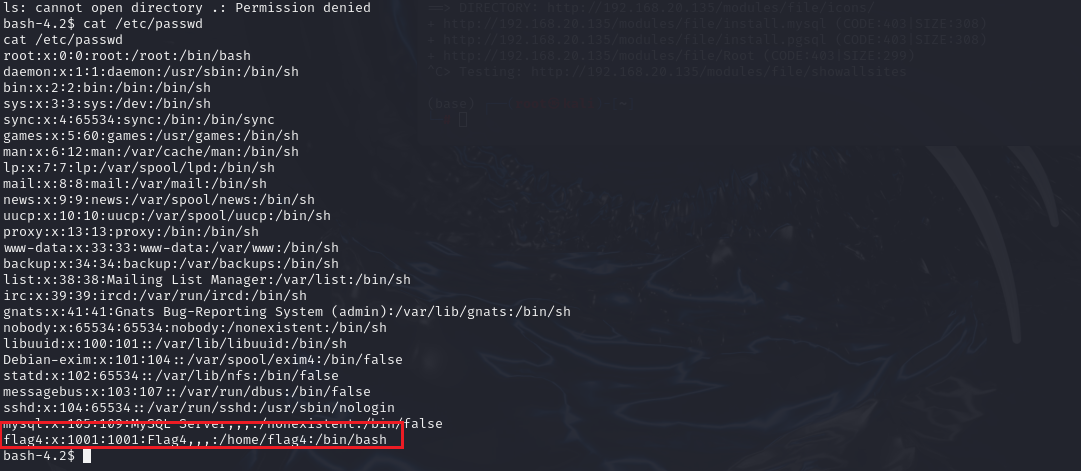 ls: cannot open directory .: Permission denied
bash-4.2$ cat /etc/passwd
cat /etc/passwd
root:x:0:0:root:/root:/bin/bash
daemon:x:1:1:daemon:/usr/sbin:/bin/sh
bin:x:2:2:bin:/bin:/bin/sh
sys:x:3:3:sys:/dev:/bin/sh
sync:x:4:65534:sync:/bin:/bin/sync
games:x:5:60:games:/usr/games:/bin/sh
man:x:6:12:man:/var/cache/man:/bin/sh
lp:x:7:7:lp:/var/spool/lpd:/bin/sh
mail:x:8:8:mail:/var/mail:/bin/sh
news:x:9:9:news:/var/spool/news:/bin/sh
uucp:x:10:10:uucp:/var/spool/uucp:/bin/sh
proxy:x:13:13:proxy:/bin:/bin/sh
www-data:x:33:33:www-data:/var/www:/bin/sh
backup:x:34:34:backup:/var/backups:/bin/sh
list:x:38:38:Mailing List Manager:/var/list:/bin/sh
irc:x:39:39:ircd:/var/run/ircd:/bin/sh
gnats:x:41:41:Gnats Bug-Reporting System (admin):/var/lib/gnats:/bin/sh
nobody:x:65534:65534:nobody:/nonexistent:/bin/sh
libuuid:x:100:101::/var/lib/libuuid:/bin/sh
Debian-exim:x:101:104::/var/spool/exim4:/bin/false
statd:x:102:65534::/var/lib/nfs:/bin/false
messagebus:x:103:107::/var/run/dbus:/bin/false
sshd:x:104:65534::/var/run/sshd:/usr/sbin/nologin
mysql:x:105:109:MySQL Server,,,:/nonexistent:/bin/false
flag4:x:1001:1001:Flag4,,,:/home/flag4:/bin/bash
bash-4.2$
==> DIRECTORY: http://192.168.20.135/modules/file/icons/
+ http://192.168.20.135/modules/file/install.mysql (CODE:403|SIZE:308)
+ http://192.168.20.135/modules/file/install.pgsql (CODE:403|SIZE:308)
+ http://192.168.20.135/modules/file/Root (CODE:403|SIZE:299)
^C> Testing: http://192.168.20.135/modules/file/showallsites
(base)